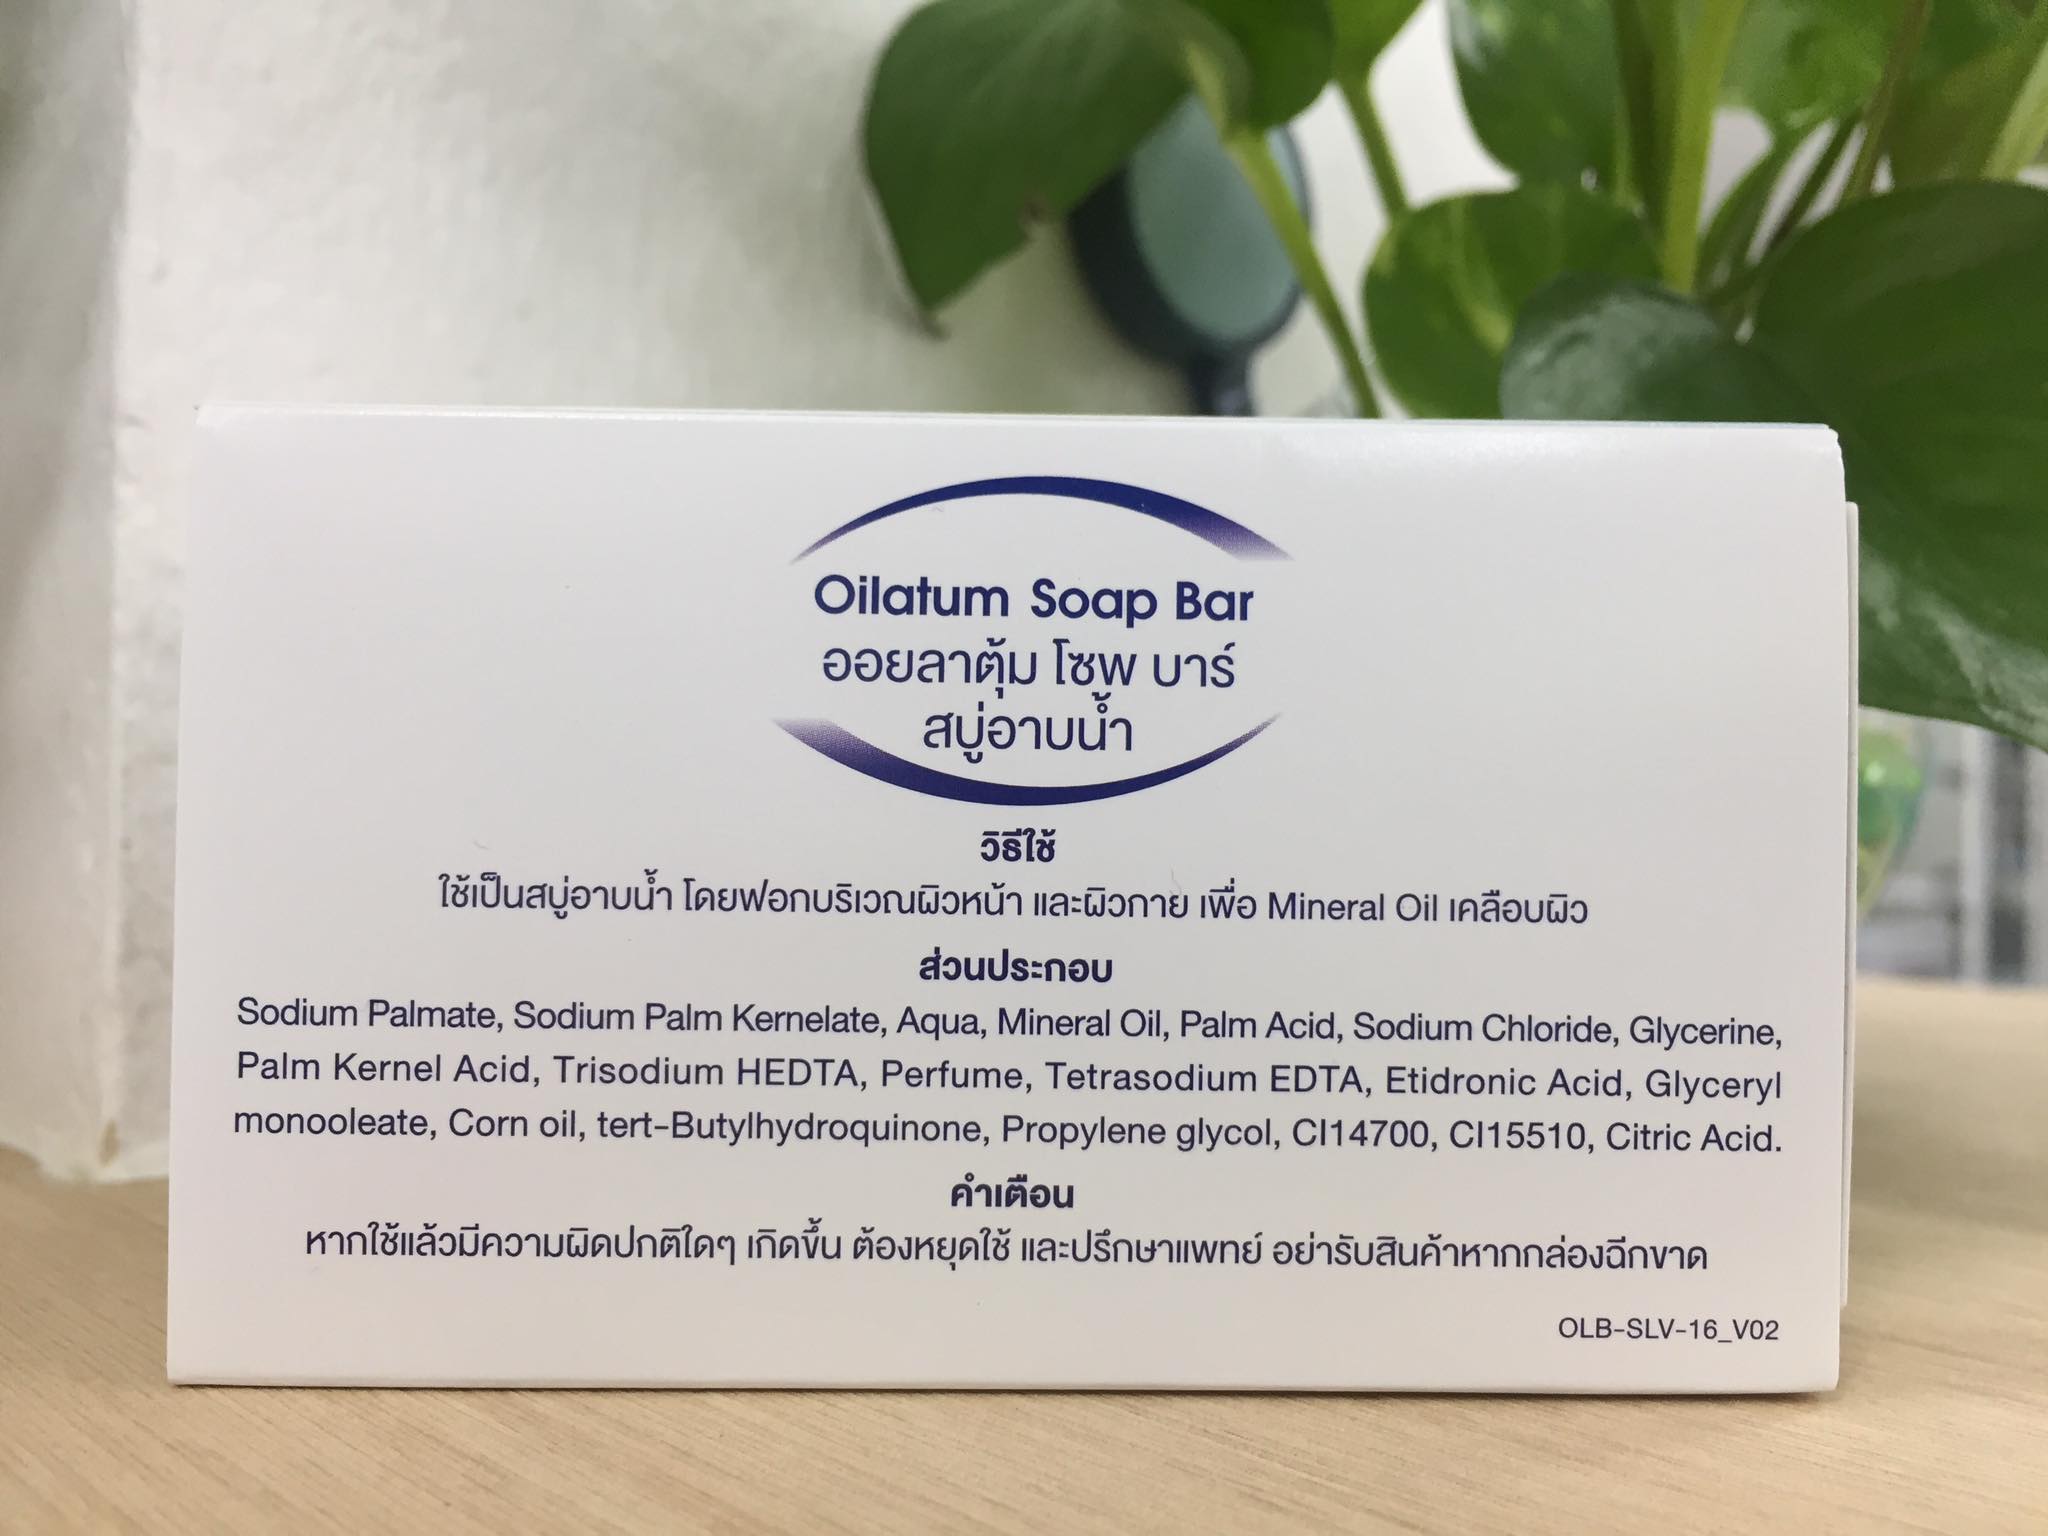 Oilatum Soap Bar
ออยลาตุ้ม โซพ บาร์
สบู่อาบน้ำ
วิธีใช้
ใช้เป็นสบู่อาบน้ำ โดยฟอกบริเวณผิวหน้า และผิวกาย เพื่อ Mineral Oil เคลือบผิว
ส่วนประกอบ
Sodium Palmate, Sodium Palm Kernelate, Aqua, Mineral Oil, Palm Acid, Sodium Chloride, Glycerine,
Palm Kernel Acid, Trisodium HEDTA, Perfume, Tetrasodium EDTA, Etidronic Acid, Glyceryl
monooleate, Corn oil, tert-Butylhydroquinone, Propylene glycol, CI14700, CI15510, Citric Acid.
คำเตือน
หากใช้แล้วมีความผิดปกติใดๆ เกิดขึ้น ต้องหยุดใช้ และปรึกษาแพทย์ อย่ารับสินค้าหากกล่องฉีกขาด
OLB-SLV-16_V02